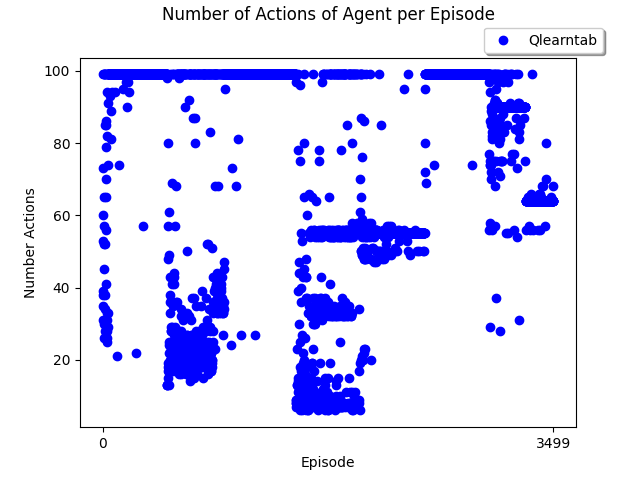 Number of Actions of Agent per Episode
Qlearntab
100
80
60
40
20
Number Actions
0
3499
Episode